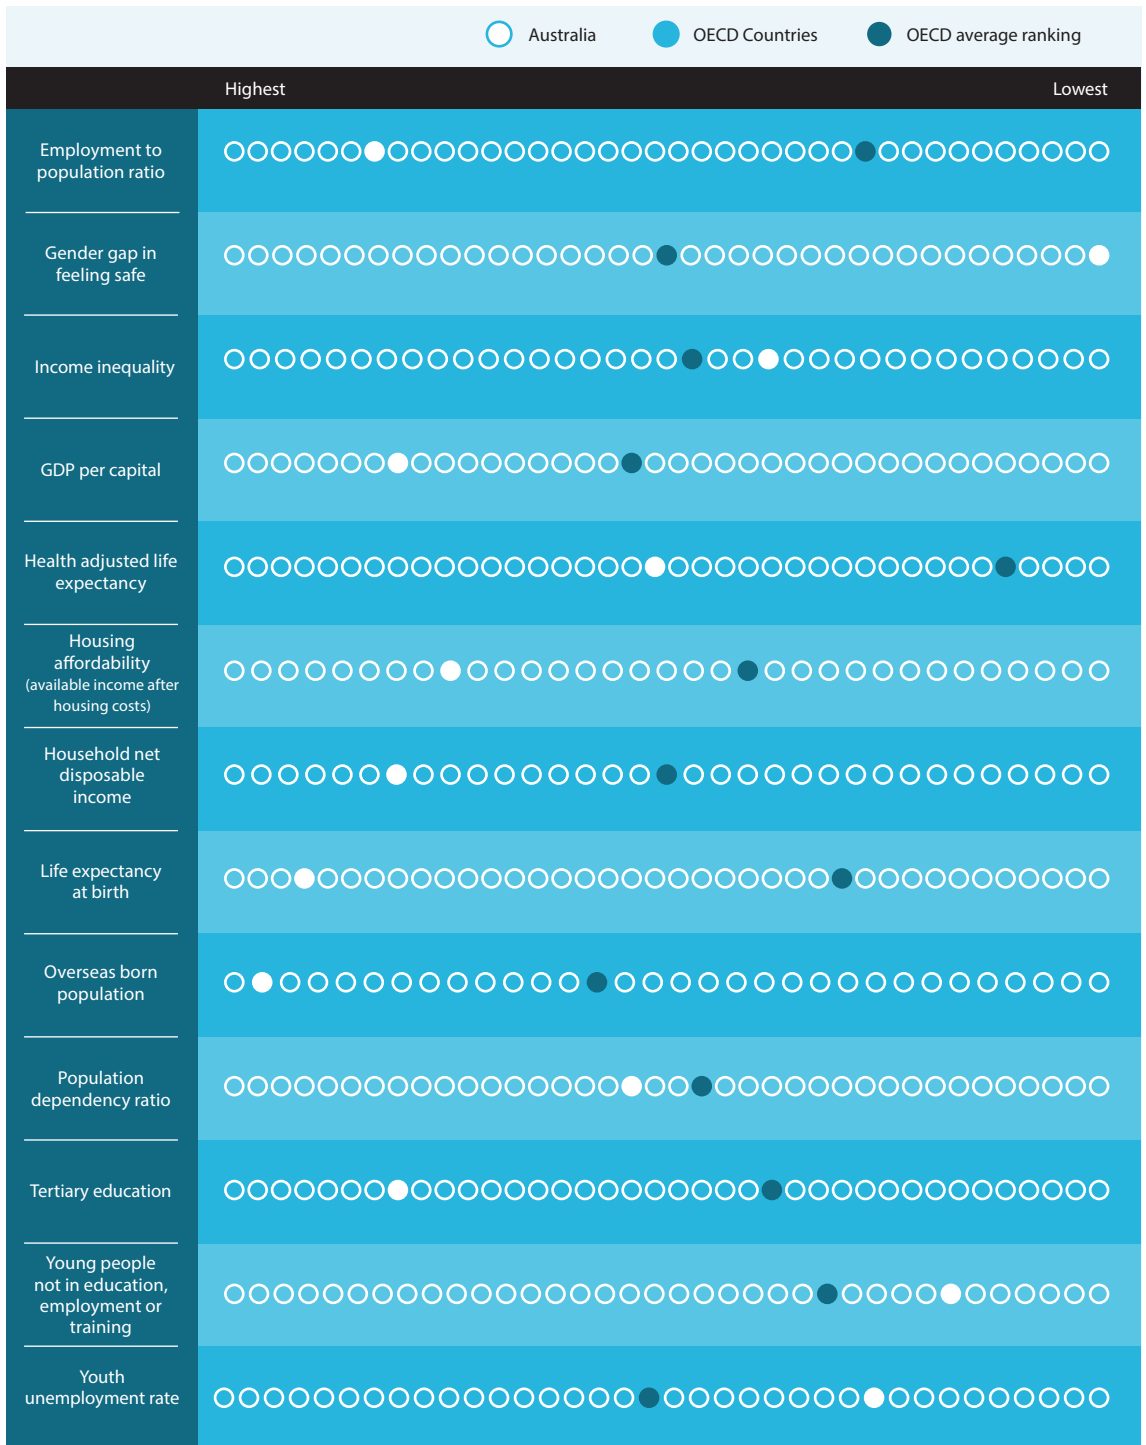 Australia
OECD Countries
OECD average ranking
Highest
Lowest
Employment to
population ratio
Gender gap in
feeling safe
Income inequality
GDP per capital
Health adjusted life
expectancy
Housing
affordability
(available income after
housing costs)
Household net
disposable
income
Life expectancy
at birth
Overseas born
population
Population
dependency ratio
Tertiary education
Young people
not in education,
employment or
training
Youth
unemployment rate